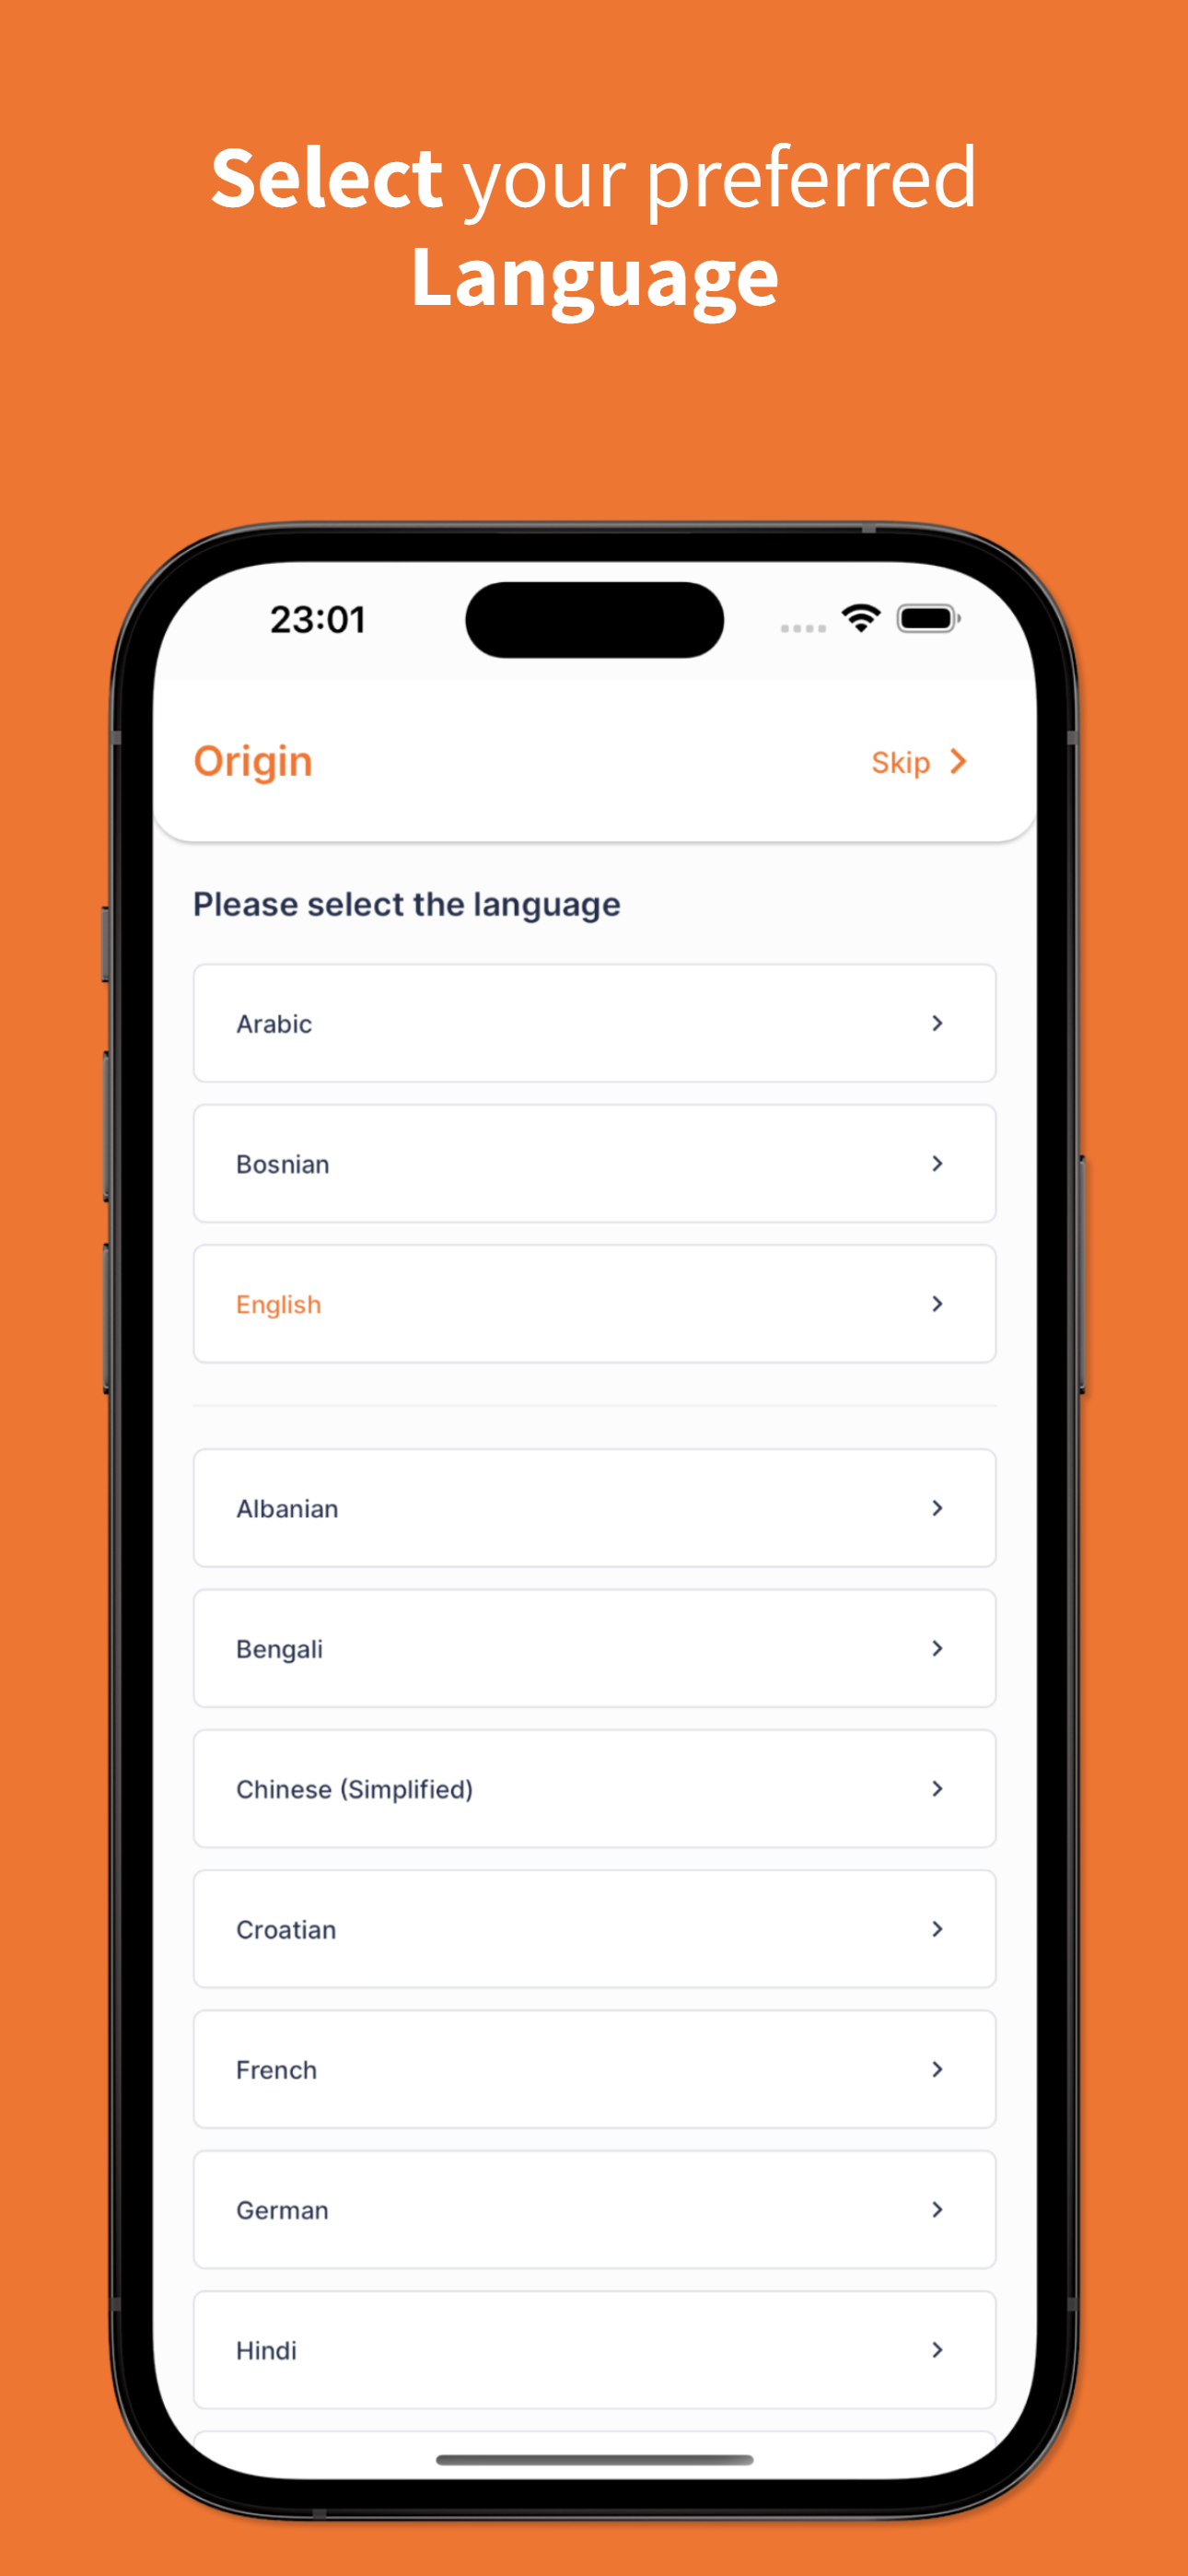 Select your preferred
Language
23:01
Origin
Skip
Please select the language
Arabic
Bosnian
English
Albanian
Bengali
Chinese (Simplified)
Croatian
French
German
Hindi